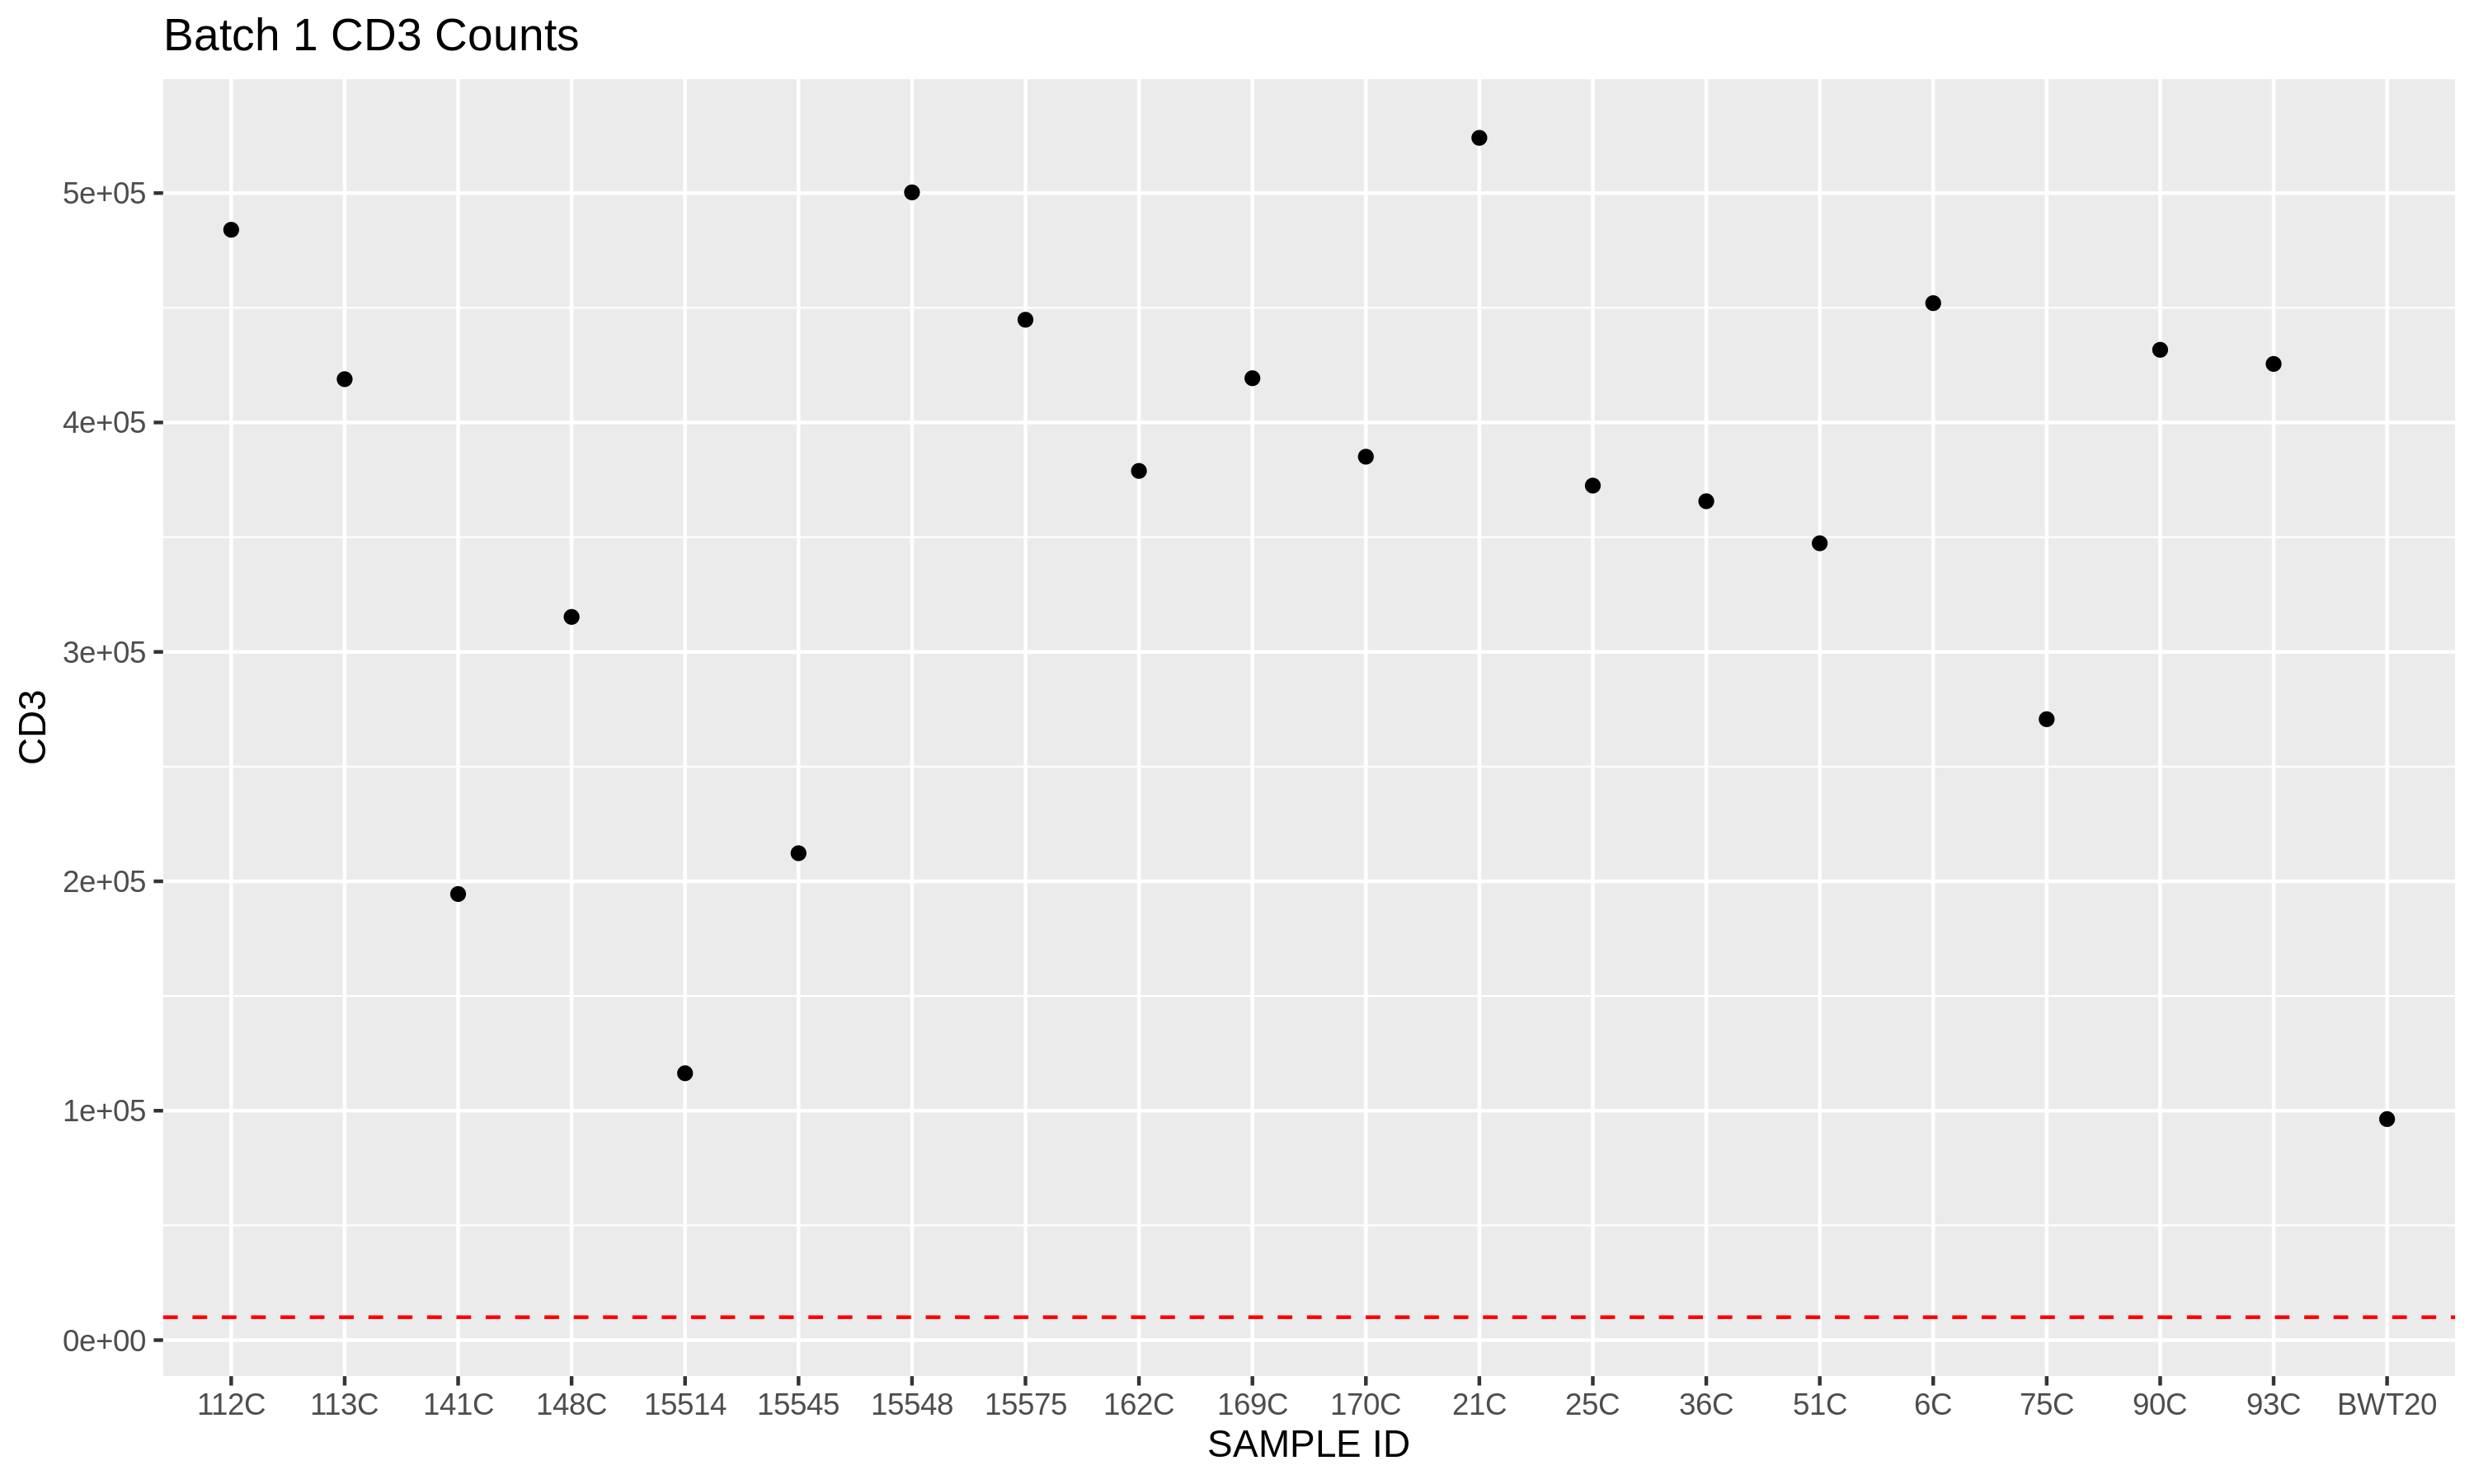 Batch 1 CD3 Counts
5e+05
4e+05
3e+05
2e+05
1e+05
0e+00
CD3
112C 113C 141C 148C 15514 15545 15548 15575 162C 169C 170C 21C 25C 36C 51C 6C 75C 90C 93C BWT20
SAMPLE ID